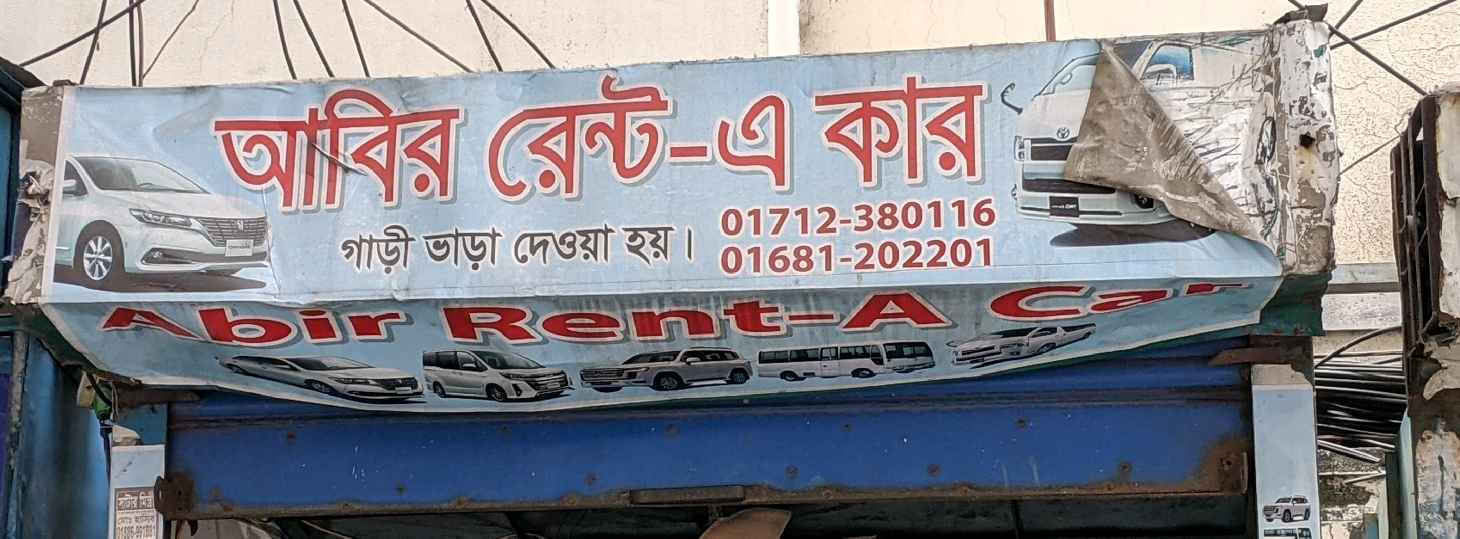 আবির রেন্ট-এ কার
গাড়ী ভাড়া দেওয়া হয়।
01712-380116
01681-202201
Abir Rent-A Car